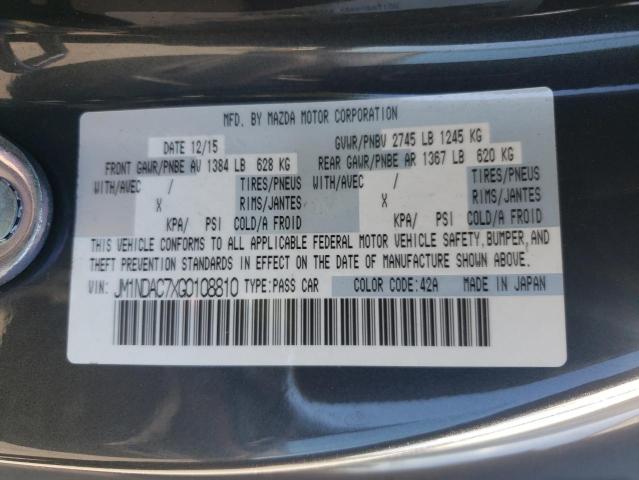 MFD. BY MAZDA MOTOR CORPORATION
DATE 12/15 GVWR/PNBV 2745 LB 1245 KG
FRONT GAWR/PNBE AV 1384 LB 628 KG REAR GAWR/PNBE AR 1367 LB 620 KG
WITH/AVEC / TIRES/PNEUS WITH/AVEC / TIRES/PNEUS
X RIMS/JANTES X RIMS/JANTES
KPA/ PSI COLD/A FROID KPA/ PSI COLD/A FROID
THIS VEHICLE CONFORMS TO ALL APPLICABLE FEDERAL MOTOR VEHICLE SAFETY, BUMPER, AND
THEFT PREVENTION STANDARDS IN EFFECT ON THE DATE OF MANUFACTURE SHOWN ABOVE.
VIN: JM1NDAC7XG0108810 TYPE:PASS CAR COLOR CODE:42A MADE IN JAPAN